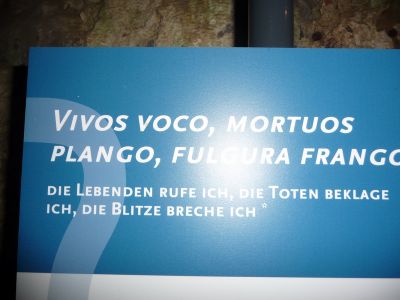 VIVOS VOCO, MORTUOS
PLANGO, FULGURA FRANGO
DIE LEBENDEN RUFE ICH, DIE TOTEN BEKLAGE
ICH, DIE BLITZE BRECHE ICH *